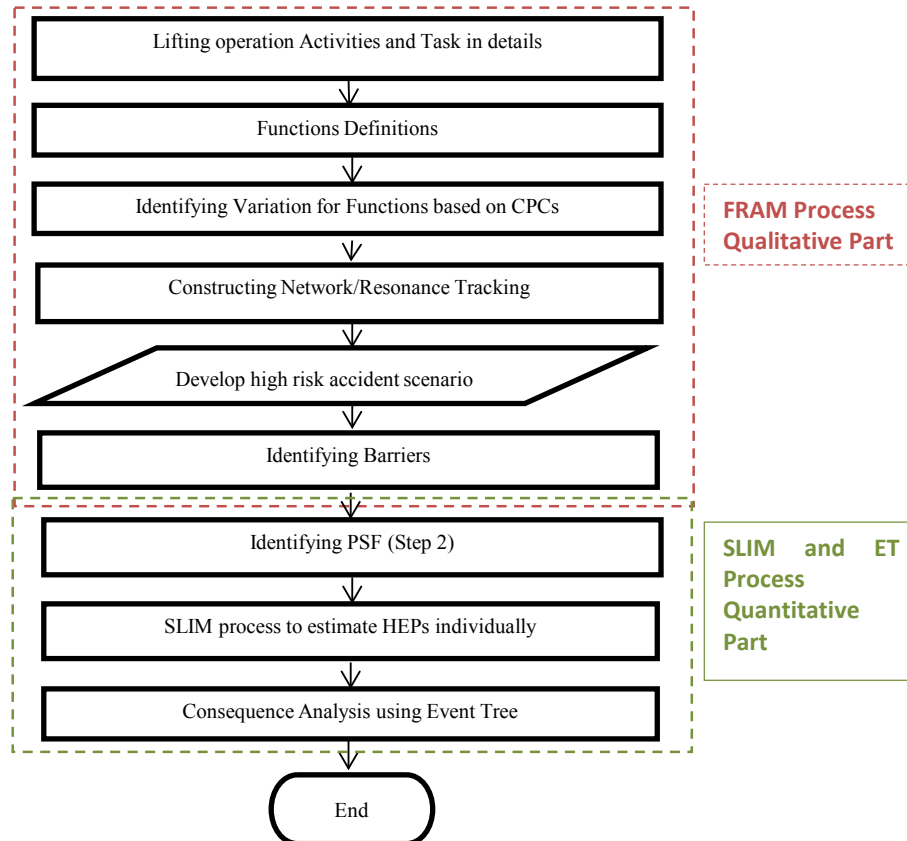 Lifting operation Activities and Task in details
Functions Definitions
Identifying Variation for Functions based on CPCs
Constructing Network/Resonance Tracking
Develop high risk accident scenario
Identifying Barriers
FRAM Process
Qualitative Part
Identifying PSF (Step 2)
SLIM process to estimate HEPs individually
Consequence Analysis using Event Tree
SLIM and ET
Process
Quantitative
Part
End